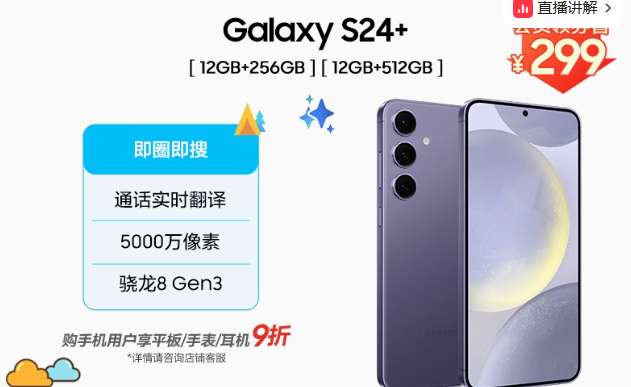 直播讲解 >
Galaxy S24+
[ 12GB+256GB ] [ 12GB+512GB ]
¥299
即圈即搜
通话实时翻译
5000万像素
骁龙8 Gen3
购手机用户享平板/手表/耳机9折
*详情请咨询店铺客服
SAMSUNG